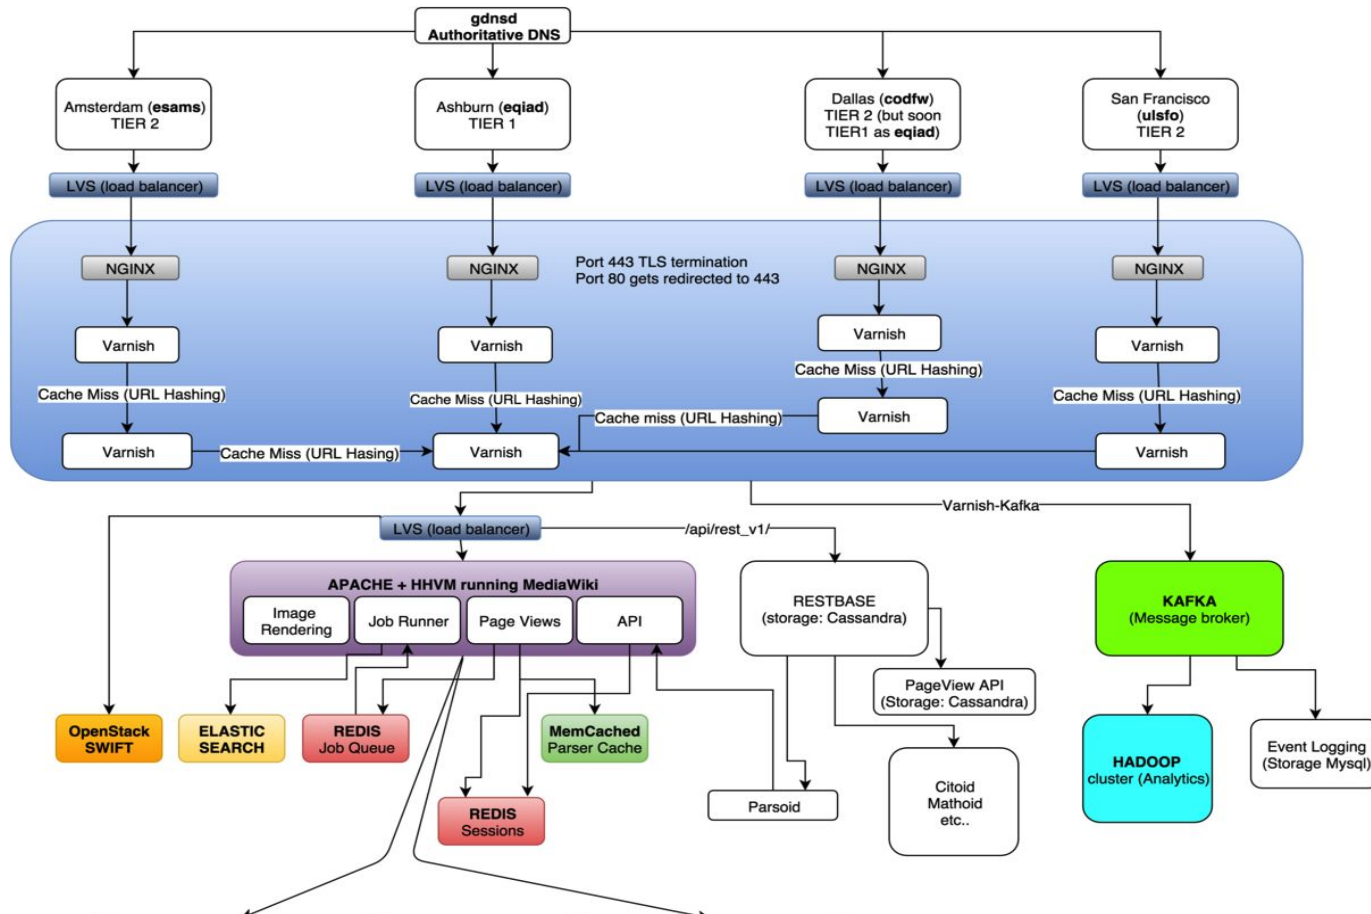 gdnsd
Authoritative DNS
Amsterdam (esams)
TIER 2
Ashburn (eqiad)
TIER 1
Dallas (codfw)
TIER 2 (but soon
TIER1 as eqiad)
San Francisco
(ulsfo)
TIER 2
LVS (load balancer)
LVS (load balancer)
LVS (load balancer)
LVS (load balancer)
NGINX
NGINX
Port 443 TLS termination
Port 80 gets redirected to 443
NGINX
NGINX
Varnish
Varnish
Varnish
Varnish
Cache Miss (URL Hashing)
Cache Miss (URL Hashing)
Cache Miss (URL Hashing)
Cache Miss (URL Hashing)
Cache miss (URL Hashing)
Varnish
Varnish
Cache Miss (URL Hasing)
Varnish
Varnish
Varnish-Kafka
LVS (load balancer)
/api/rest_v1/
APACHE + HHVM running MediaWiki
Image
Rendering
Job Runner
Page Views
API
RESTBASE
(storage: Cassandra)
KAFKA
(Message broker)
PageView API
(Storage: Cassandra)
OpenStack
SWIFT
ELASTIC
SEARCH
REDIS
Job Queue
MemCached
Parser Cache
HADOOP
cluster (Analytics)
Event Logging
(Storage Mysql)
REDIS
Sessions
Parsoid
Citoid
Mathoid
etc..